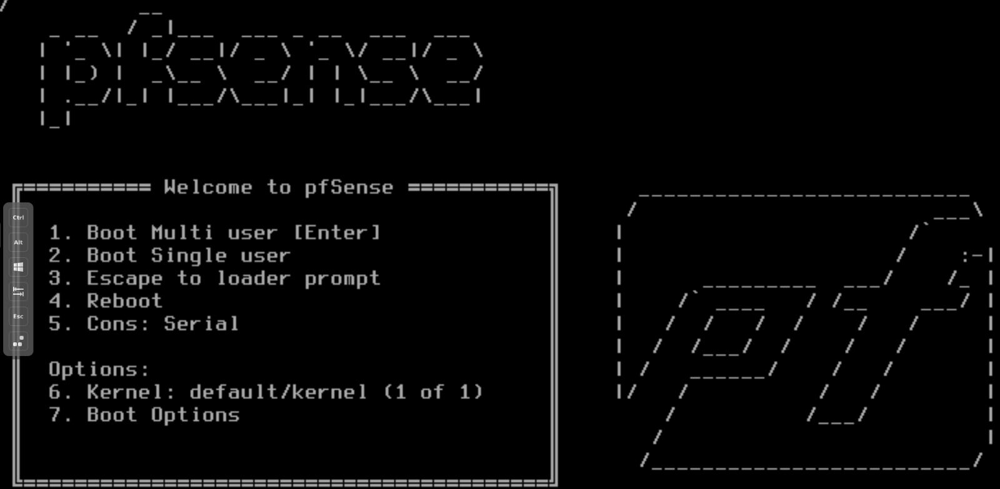 pfSense
Welcome to pfSense
1. Boot Multi user [Enter]
2. Boot Single user
3. Escape to loader prompt
4. Reboot
5. Cons: Serial
Options:
6. Kernel: default/kernel (1 of 1)
7. Boot Options
Ctrl
Alt
Esc
pf